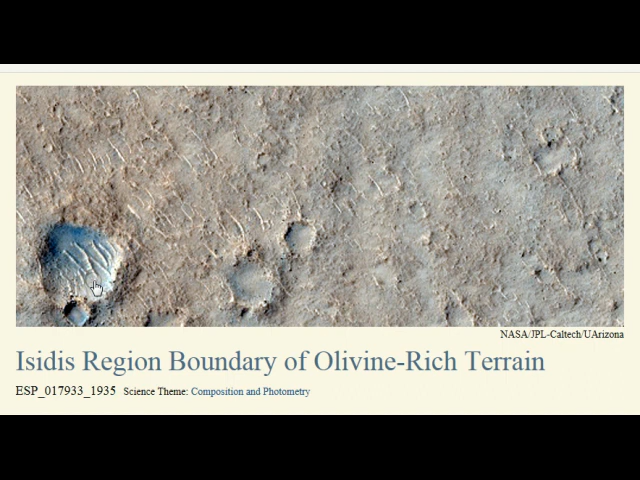 NASA/JPL-Caltech/UArizona
Isidis Region Boundary of Olivine-Rich Terrain
ESP_017933_1935 Science Theme: Composition and Photometry